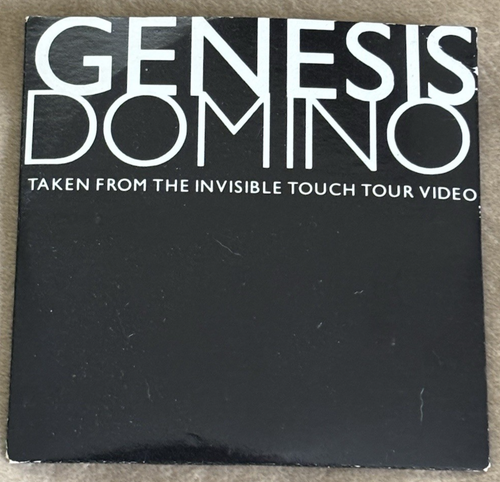 GENESIS
DOMINO
TAKEN FROM THE INVISIBLE TOUCH TOUR VIDEO